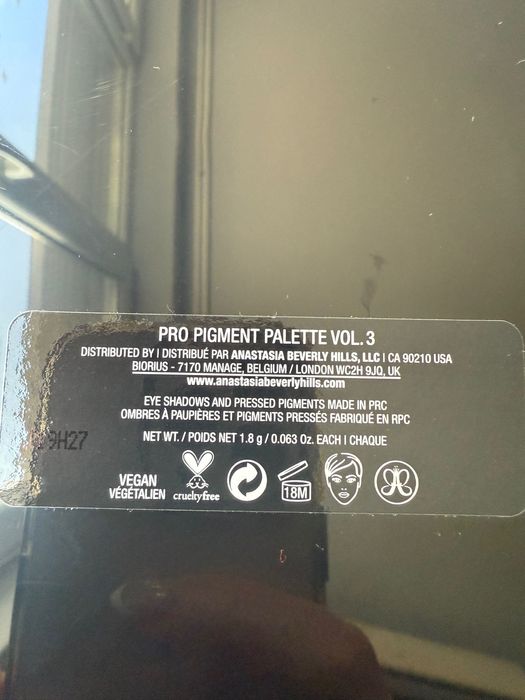 PRO PIGMENT PALETTE VOL. 3
DISTRIBUTED BY | DISTRIBUÉ PAR ANASTASIA BEVERLY HILLS, LLC | CA 90210 USA
BIORIUS - 7170 MANAGE, BELGIUM / LONDON WC2H 9JQ, UK
www.anastasiabeverlyhills.com
EYE SHADOWS AND PRESSED PIGMENTS MADE IN PRC
OMBRES À PAUPIÈRES ET PIGMENTS PRESSÉS FABRIQUÉ EN RPC
NET WT. / POIDS NET 1.8 g / 0.063 Oz. EACH | CHAQUE
VEGAN
VÉGÉTALIEN
crueltyfree
18M